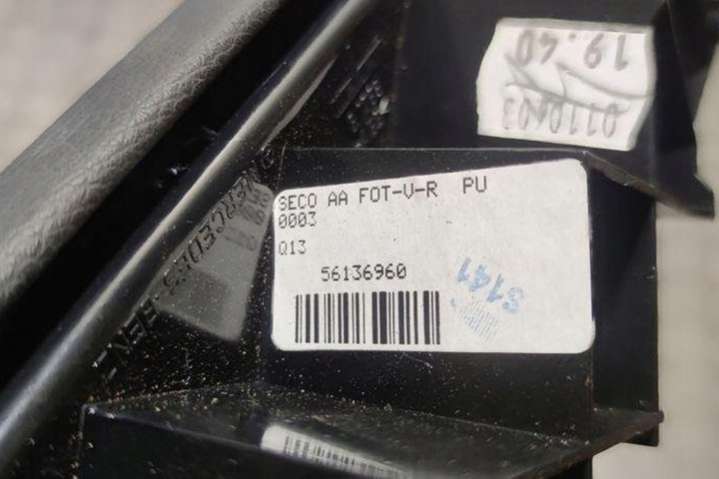 19.40
0110403
SECO AA FOT-V-R PU
0003
Q13
56136960
S141
MERCEDES BENZ